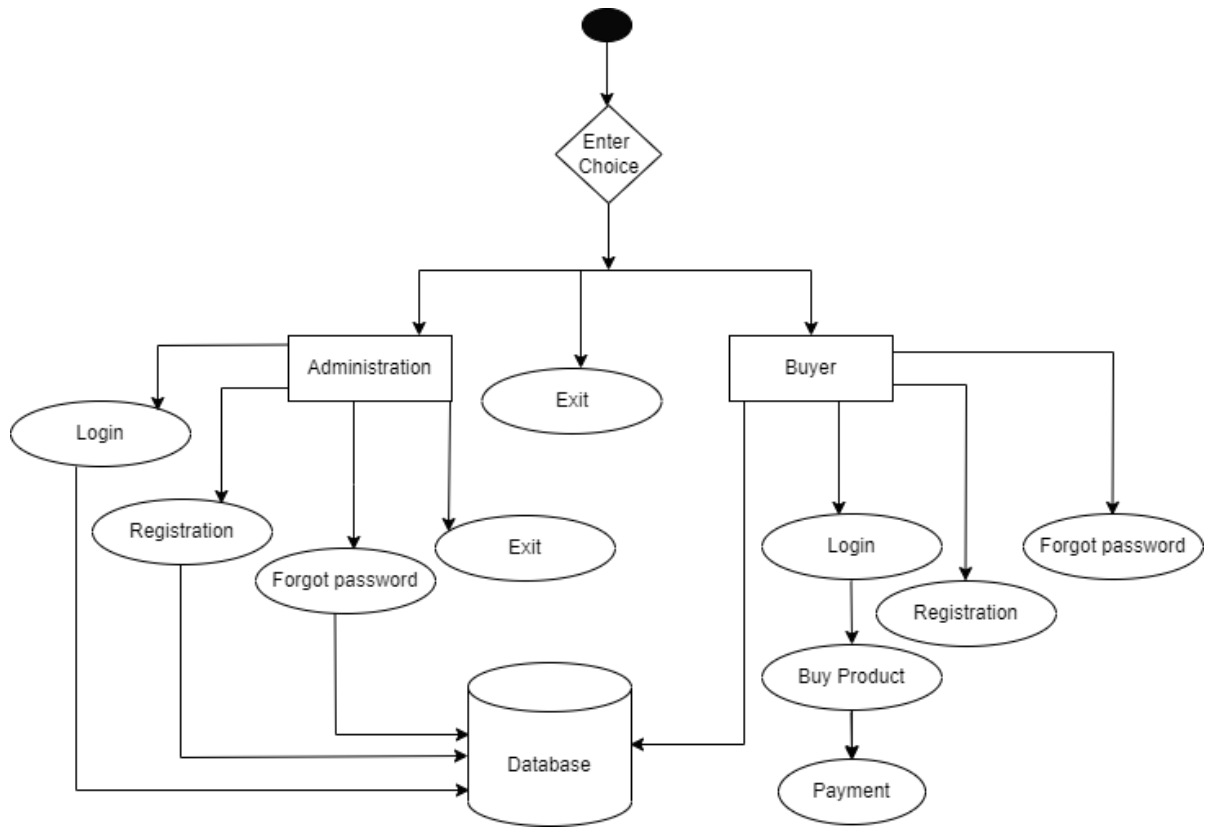 Enter
Choice
Administration
Exit
Buyer
Login
Registration
Forgot password
Exit
Login
Registration
Forgot password
Buy Product
Database
Payment